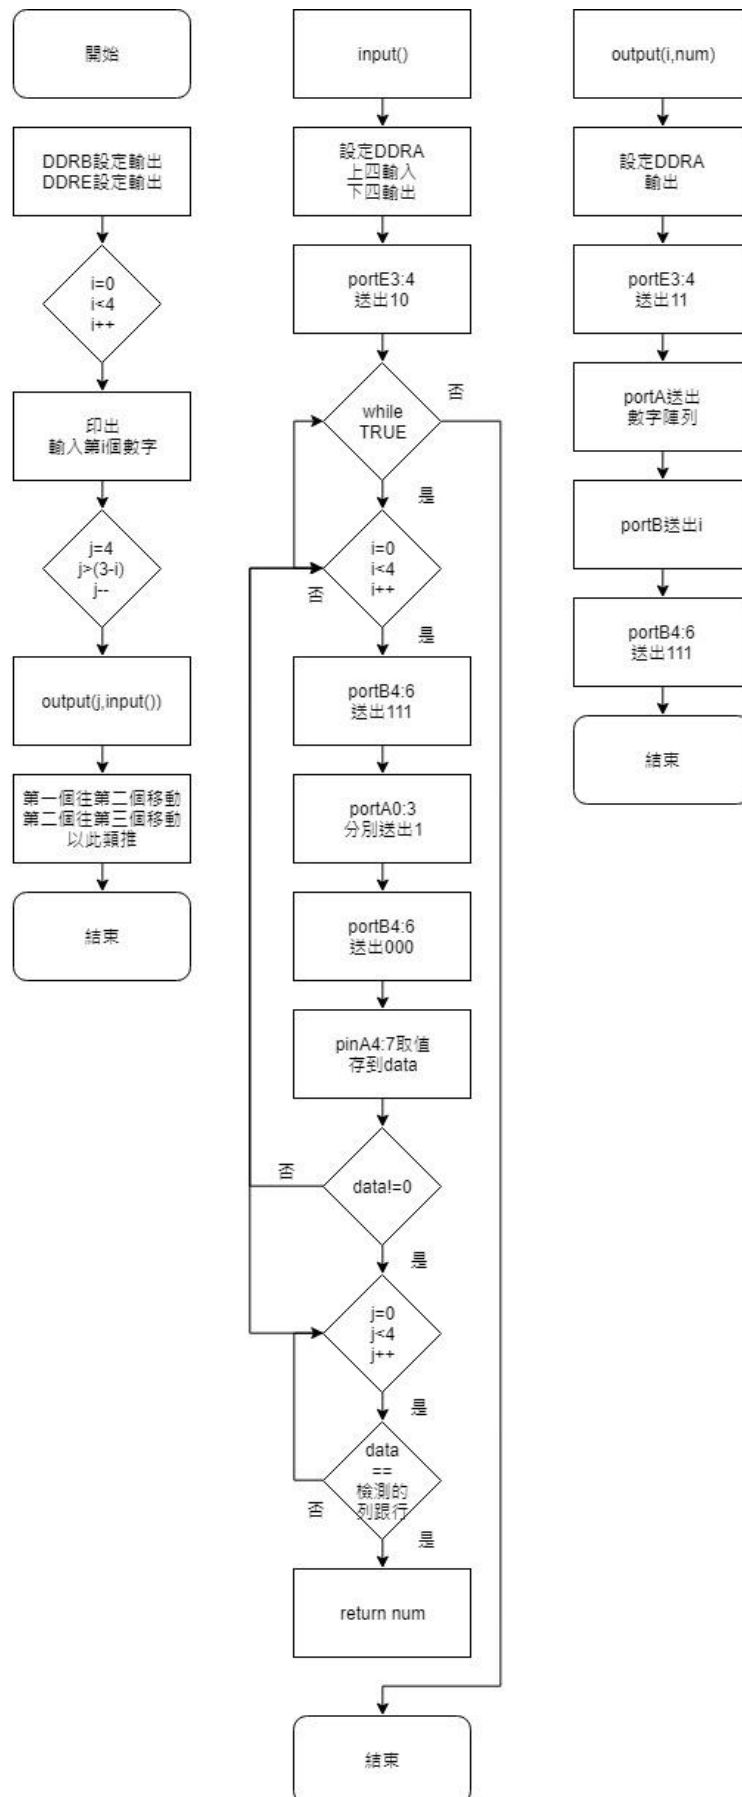 開始
DDRB設定輸出
DDRE設定輸出
i=0
i<4
i++
印出
輸入第i個數字
j=4
j>(3-i)
j--
output(j,input())
第一個往第二個移動
第二個往第三個移動
以此類推
結束
input()
設定DDRA
上四輸入
下四輸出
portE3:4
送出10
while
TRUE
否
是
i=0
i<4
i++
否
是
portB4:6
送出111
portA0:3
分別送出1
portB4:6
送出000
pinA4:7取值
存到data
data!=0
否
是
j=0
j<4
j++
是
data
==
檢測的
列跟行
否
是
return num
結束
output(i,num)
設定DDRA
輸出
portE3:4
送出11
portA送出
數字陣列
portB送出i
portB4:6
送出111
結束